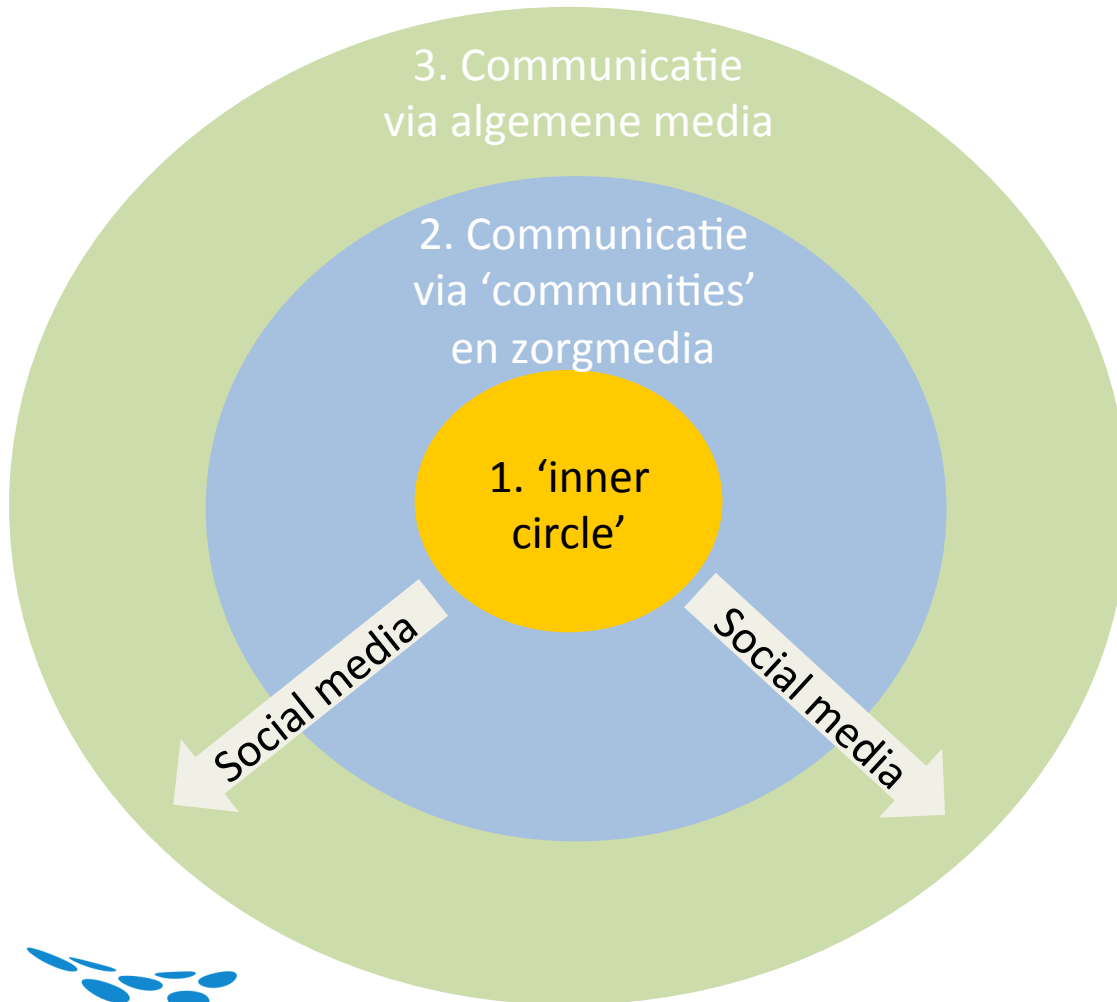 3. Communicatie
via algemene media
2. Communicatie
via ‘communities’
en zorgmedia
1. ‘inner
circle’
Social media
Social media